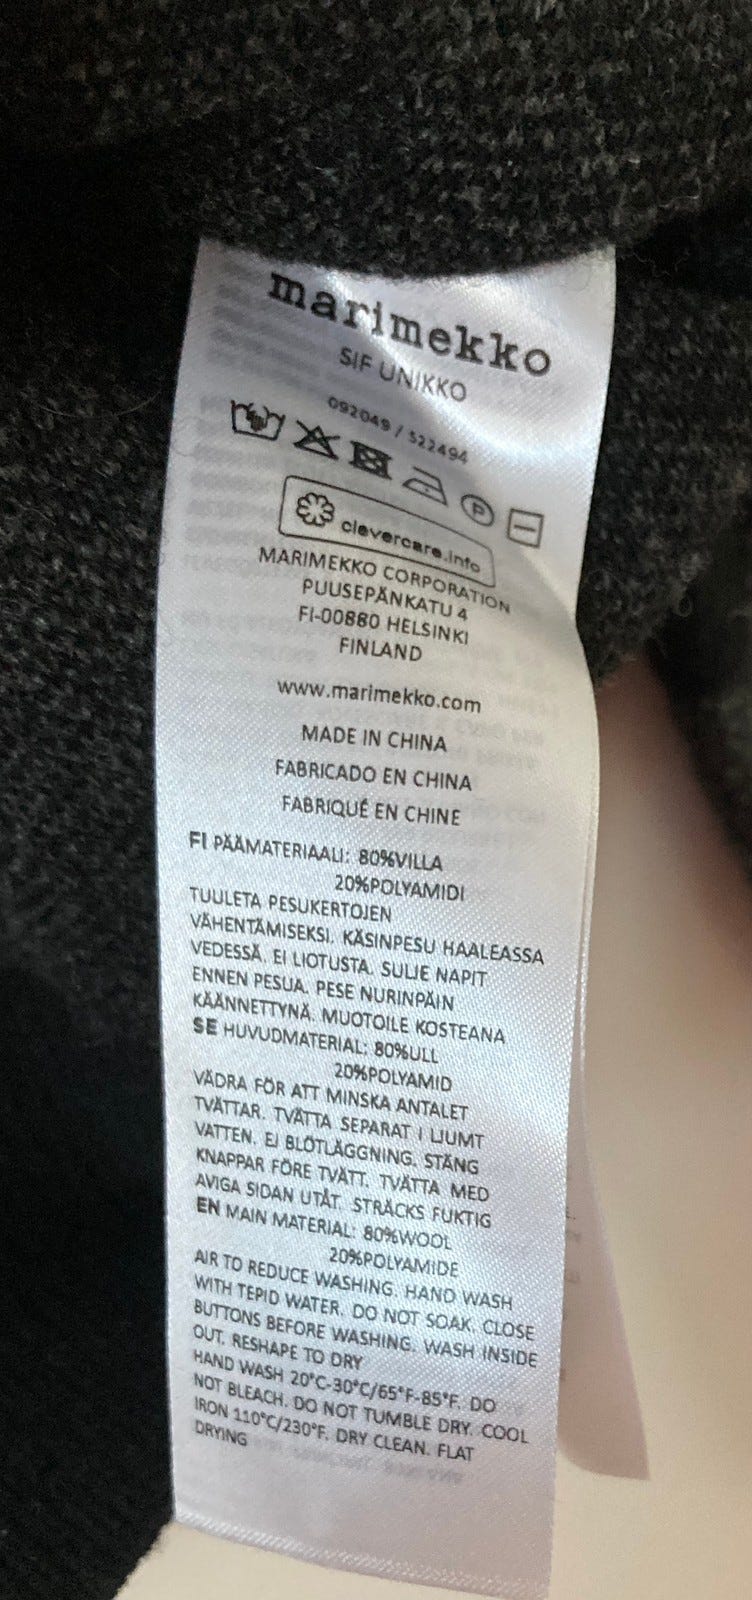 marimekko
SIF UNIKKO
092049 / 522494
P
clevercare.info
MARIMEKKO CORPORATION
PUUSEPÄNKATU 4
FI-00880 HELSINKI
FINLAND
www.marimekko.com
MADE IN CHINA
FABRICADO EN CHINA
FABRIQUÉ EN CHINE
FI PÄÄMATERIAALI: 80%VILLA
20%POLYAMIDI
TUULETA PESUKERTOJEN
VÄHENTÄMISEKSI. KÄSINPESU HAALEASSA
VEDESSÄ. EI LIOTUSTA. SULJE NAPIT
ENNEN PESUA. PESE NURINPÄIN
KÄÄNNETTYNÄ. MUOTOILE KOSTEANA
SE HUVUDMATERIAL: 80%ULL
20%POLYAMID
VÄDRA FÖR ATT MINSKA ANTALET
TVÄTTAR. TVÄTTA SEPARAT I LJUMT
VATTEN. EJ BLÖTLÄGGNING. STÄNG
KNAPPAR FÖRE TVÄTT. TVÄTTA MED
AVIGA SIDAN UTÅT. STRÄCKS FUKTIG
EN MAIN MATERIAL: 80%WOOL
20%POLYAMIDE
AIR TO REDUCE WASHING. HAND WASH
WITH TEPID WATER. DO NOT SOAK. CLOSE
BUTTONS BEFORE WASHING. WASH INSIDE
OUT. RESHAPE TO DRY
HAND WASH 20°C-30°C/65°F-85°F. DO
NOT BLEACH. DO NOT TUMBLE DRY. COOL
IRON 110°C/230°F. DRY CLEAN. FLAT
DRYING